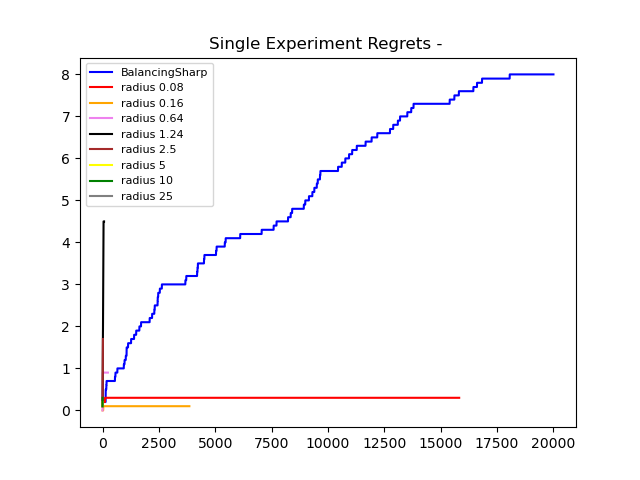 Single Experiment Regrets -
BalancingSharp
radius 0.08
radius 0.16
radius 0.64
radius 1.24
radius 2.5
radius 5
radius 10
radius 25
8
7
6
5
4
3
2
1
0
0 2500 5000 7500 10000 12500 15000 17500 20000